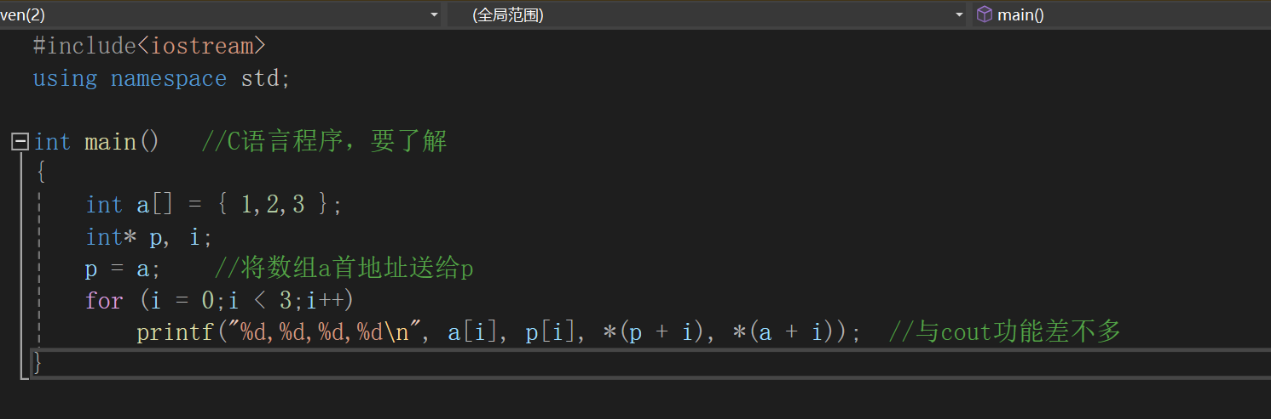 ven(2) (全局范围) main()
#include<iostream>
using namespace std;
int main() //C语言程序，要了解
{
int a[] = { 1,2,3 };
int* p, i;
p = a; //将数组a首地址送给p
for (i = 0;i < 3;i++)
printf("%d,%d,%d,%d\n", a[i], p[i], *(p + i), *(a + i)); //与cout功能差不多
}